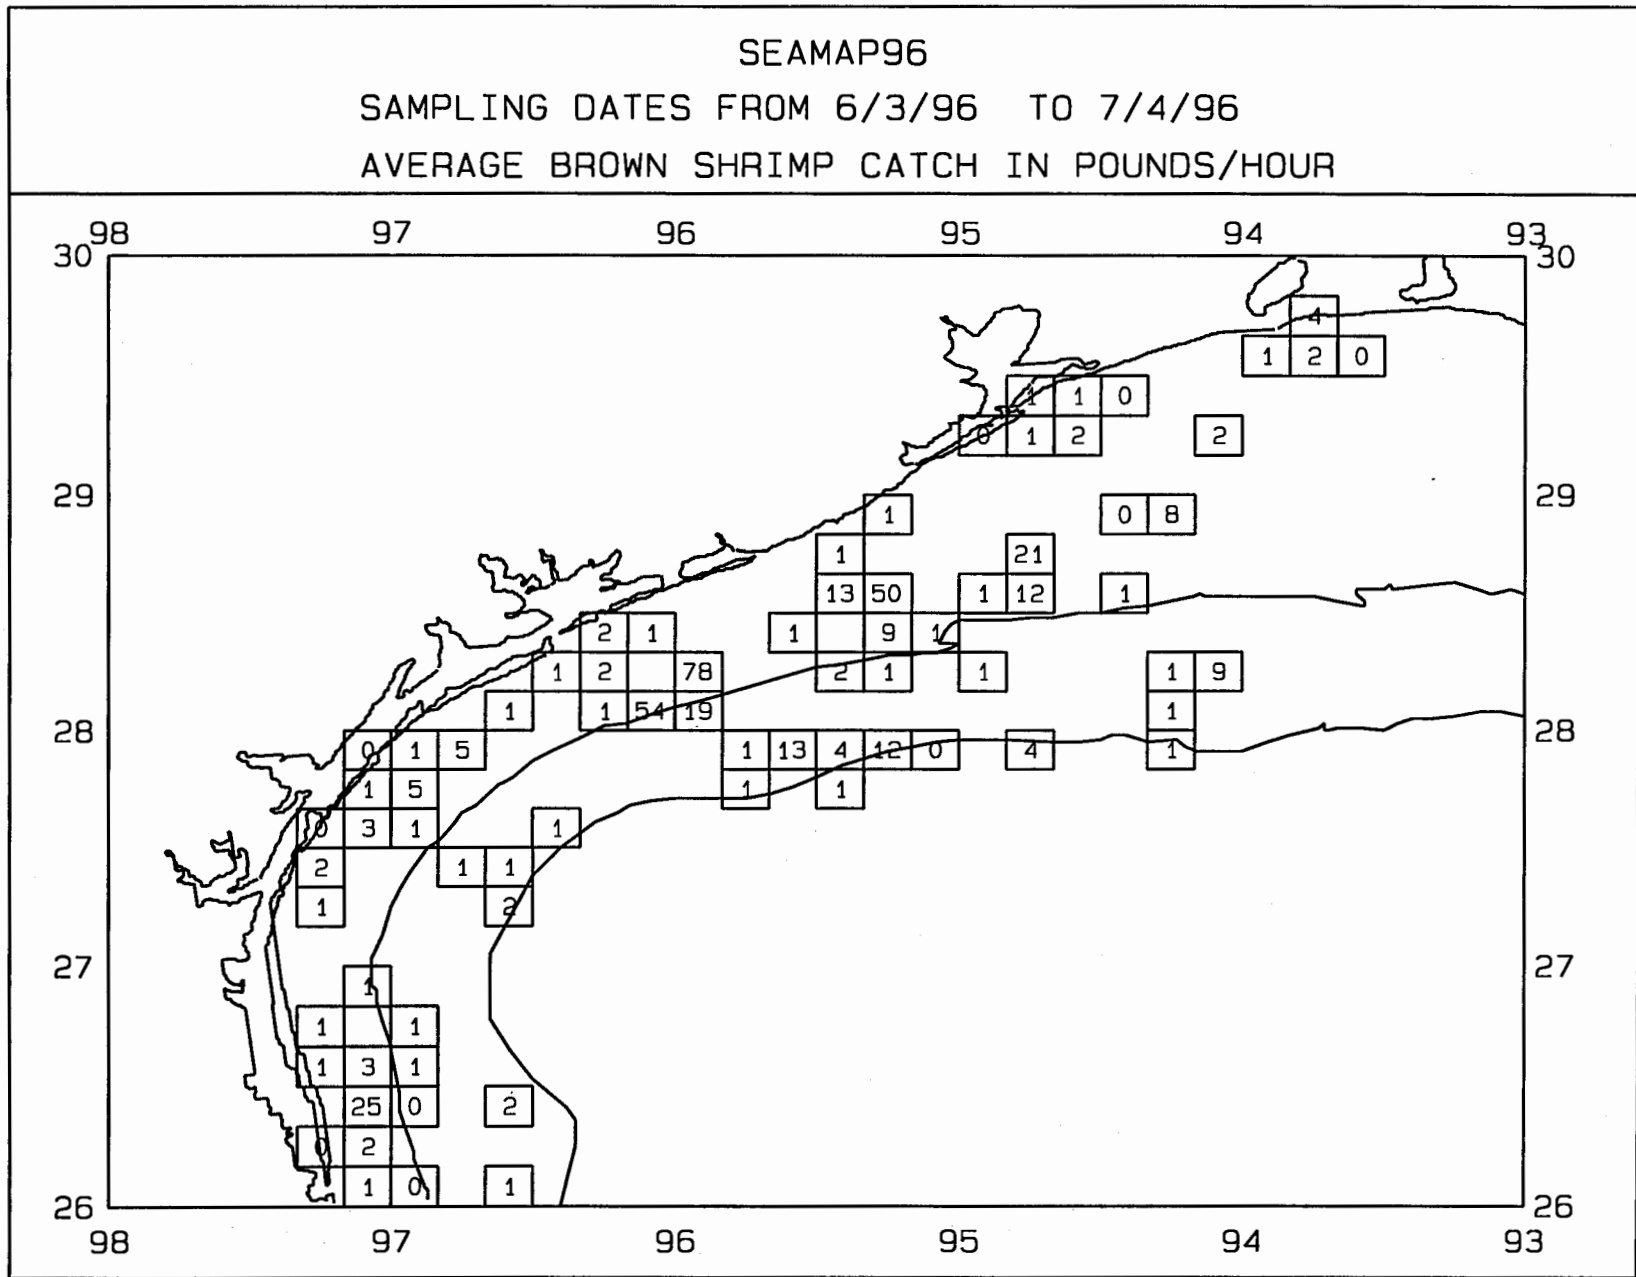 SEAMAP96
SAMPLING DATES FROM 6/3/96 TO 7/4/96
AVERAGE BROWN SHRIMP CATCH IN POUNDS/HOUR
98 97 96 95 94 93
30 30
4
1 2 0
1 1 0
0 1 2 2
29 29
1 0 8
1 21
13 50 1 12 1
2 1 1 9 1
1 2 78 2 1 1 1 9
1 1 54 19 1
28 28
0 1 5 1 13 4 12 0 4 1
1 5 1 1
0 3 1 1
2 1 1
1 2
27 27
1
1 1
1 3 1
25 0 2
0 2
1 0 1
26 26
98 97 96 95 94 93